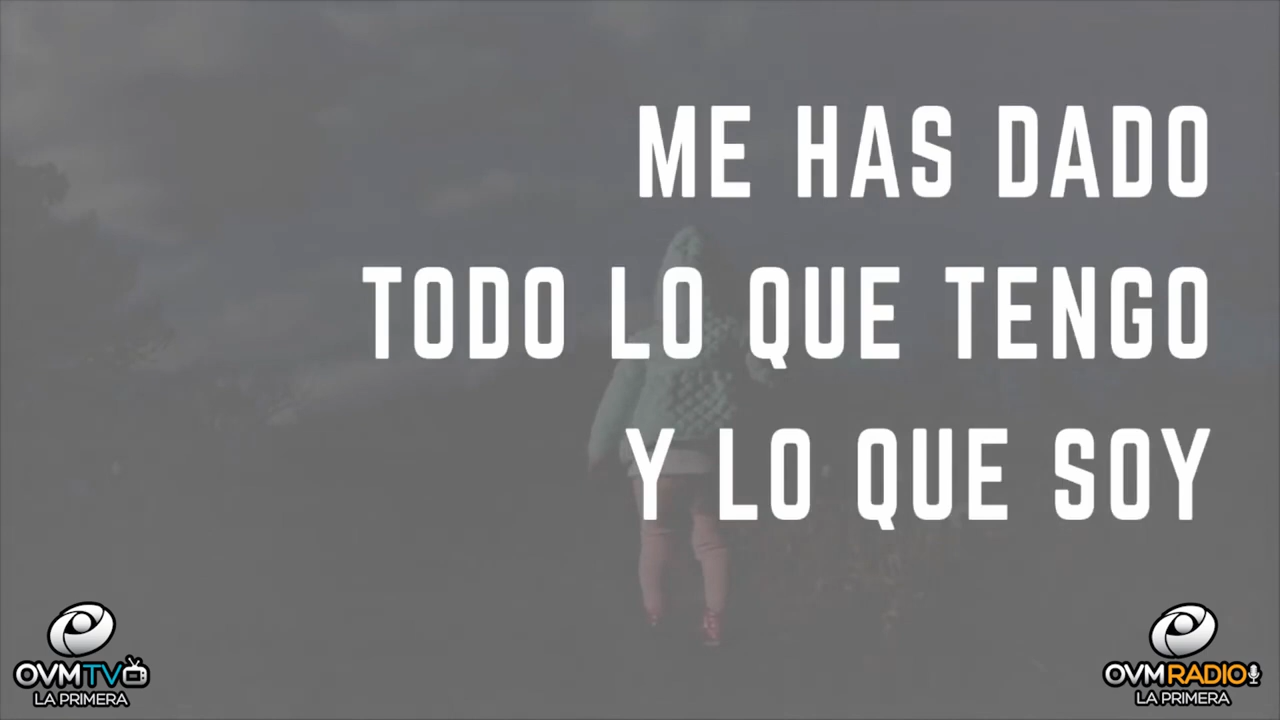 ME HAS DADO
TODO LO QUE TENGO
Y LO QUE SOY
OVMTV
LA PRIMERA
OVMRADIO
LA PRIMERA